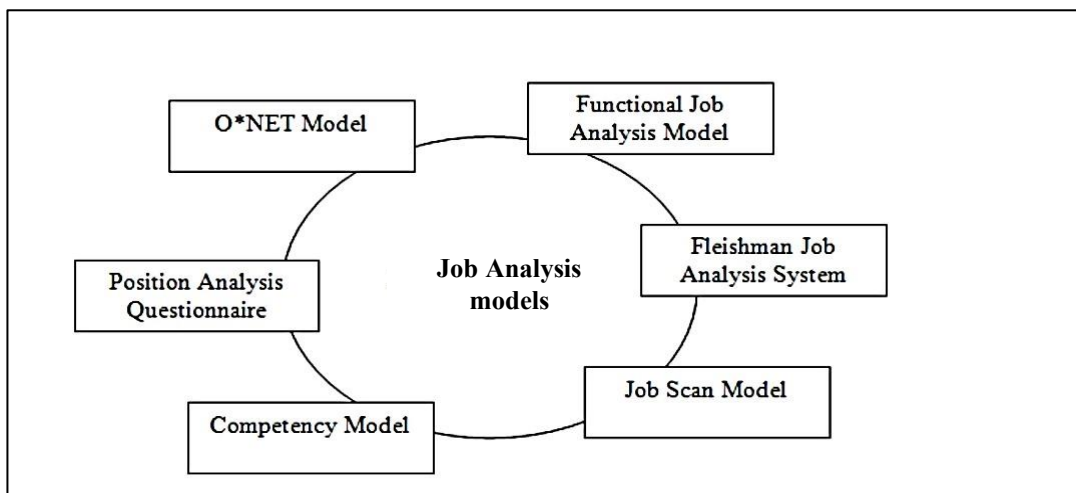 O*NET Model
Functional Job
Analysis Model
Fleishman Job
Analysis System
Position Analysis
Questionnaire
Job Analysis
models
Job Scan Model
Competency Model